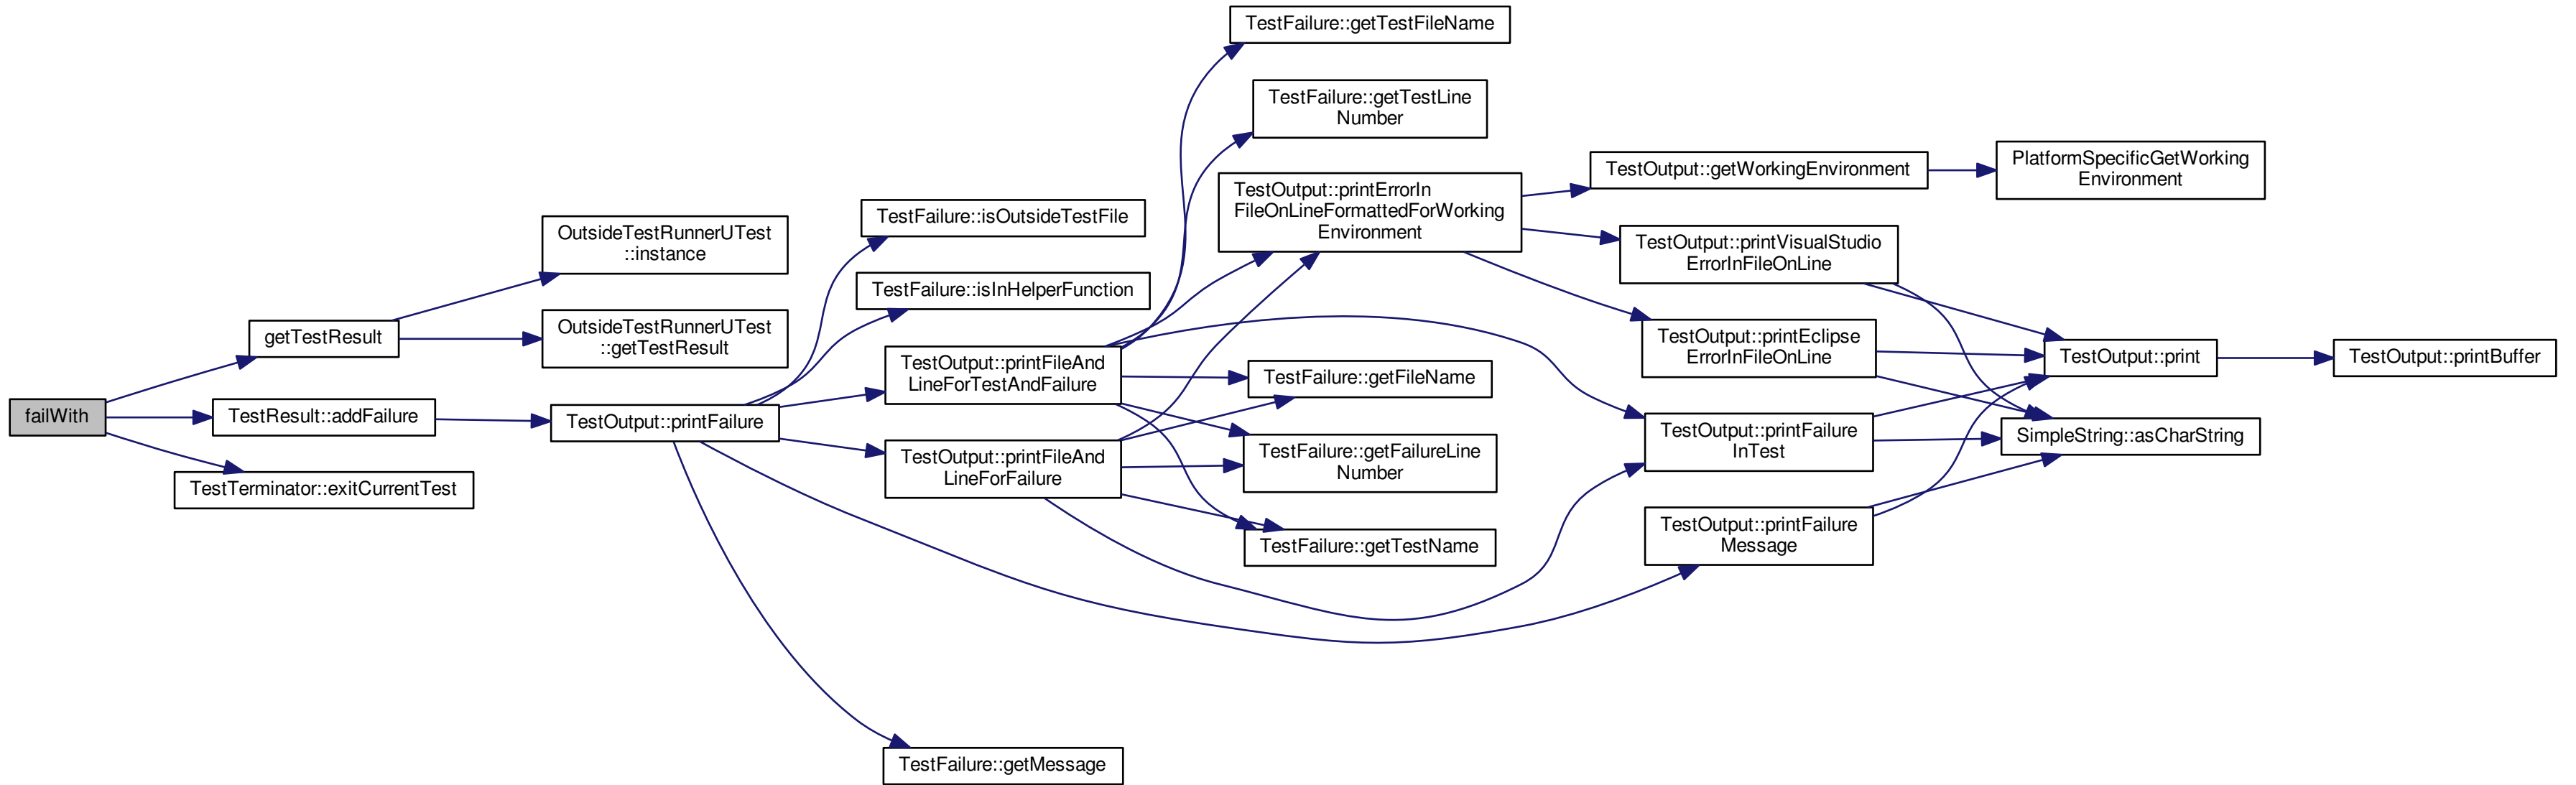 failWith
getTestResult
TestResult::addFailure
TestTerminator::exitCurrentTest
OutsideTestRunnerUTest
::instance
OutsideTestRunnerUTest
::getTestResult
TestOutput::printFailure
TestFailure::isOutsideTestFile
TestFailure::isInHelperFunction
TestOutput::printFileAnd
LineForTestAndFailure
TestOutput::printFileAnd
LineForFailure
TestFailure::getMessage
TestFailure::getTestFileName
TestFailure::getTestLine
Number
TestOutput::printErrorIn
FileOnLineFormattedForWorking
Environment
TestFailure::getFileName
TestFailure::getFailureLine
Number
TestFailure::getTestName
TestOutput::getWorkingEnvironment
TestOutput::printVisualStudio
ErrorInFileOnLine
TestOutput::printEclipse
ErrorInFileOnLine
TestOutput::printFailure
InTest
TestOutput::printFailure
Message
PlatformSpecificGetWorking
Environment
TestOutput::print
SimpleString::asCharString
TestOutput::printBuffer